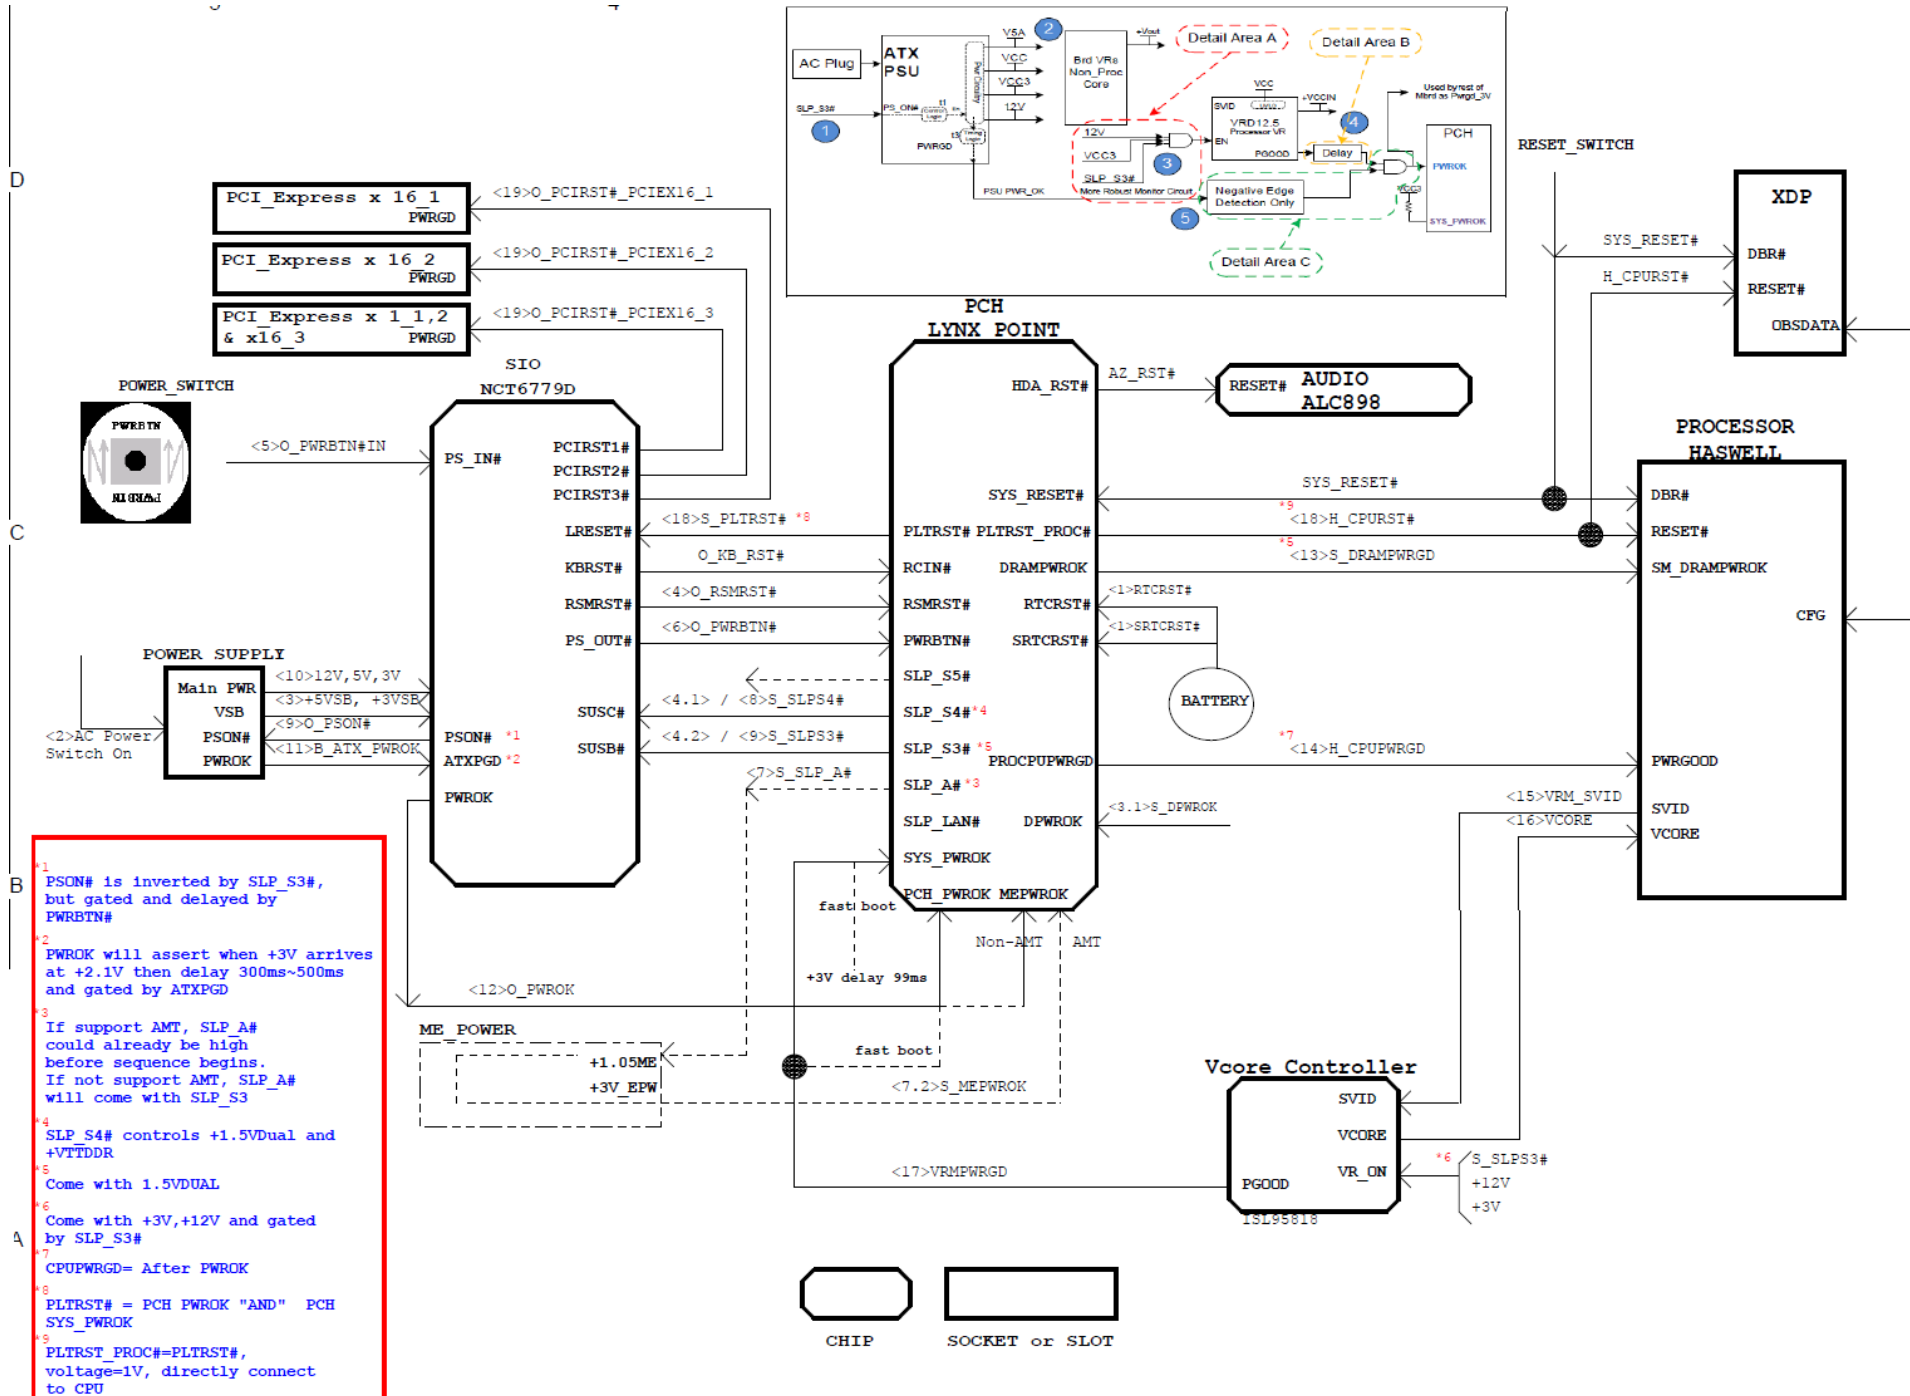 4
D
C
B
A
AC Plug
ATX
PSU
SLP_S3#
1
PS_ON#
t1
Control
Logic
Pwr Circuitry
t3
Timing
Logic
PWRGD
PSU PWR_OK
V5A
VCC
VCC3
12V
2
Brd VRs
Non_Proc
Core
+Vout
Detail Area A
Detail Area B
12V
VCC3
SLP_S3#
3
More Robust Monitor Circuit
VCC
SVID
+VCCIN
VRD12.5
Processor VR
EN
PGOOD
4
Delay
5
Negative Edge
Detection Only
Detail Area C
Used by rest of
Mbrd as Pwrgd_3V
PCH
PWROK
VCC3
SYS_PWROK
RESET_SWITCH
XDP
SYS_RESET#
DBR#
H_CPURST#
RESET#
OBSDATA
PCI_Express x 16_1
PWRGD
<19>O_PCIRST#_PCIEX16_1
PCI_Express x 16_2
PWRGD
<19>O_PCIRST#_PCIEX16_2
PCI_Express x 1_1,2
& x16_3
PWRGD
<19>O_PCIRST#_PCIEX16_3
POWER_SWITCH
PWRBTN
PWRBTN
<5>O_PWRBTN#IN
SIO
NCT6779D
PS_IN#
PCIRST1#
PCIRST2#
PCIRST3#
LRESET#
KBRST#
RSMRST#
PS_OUT#
SUSC#
SUSB#
PSON# *1
ATXPGD *2
PWROK
<18>S_PLTRST# *8
O_KB_RST#
<4>O_RSMRST#
<6>O_PWRBTN#
<4.1> / <8>S_SLPS4#
<4.2> / <9>S_SLPS3#
<7>S_SLP_A#
PCH
LYNX POINT
HDA_RST#
SYS_RESET#
PLTRST# PLTRST_PROC#
RCIN# DRAMPWROK
RSMRST# RTCRST#
PWRBTN# SRTCRST#
SLP_S5#
SLP_S4#*4
SLP_S3# *5
PROCPUPWRGD
SLP_A#*3
SLP_LAN# DPWROK
SYS_PWROK
PCH_PWROK MEPWROK
AZ_RST#
RESET# AUDIO
ALC898
SYS_RESET#
*9
<18>H_CPURST#
*5
<13>S_DRAMPWRGD
<1>RTCRST#
<1>SRTCRST#
BATTERY
*7
<14>H_CPUPWRGD
<3.1>S_DPWROK
PROCESSOR
HASWELL
DBR#
RESET#
SM_DRAMPWROK
CFG
PWRGOOD
SVID
VCORE
<15>VRM_SVID
<16>VCORE
POWER SUPPLY
Main PWR
VSB
PSON#
PWROK
<2>AC Power
Switch On
<10>12V,5V,3V
<3>+5VSB, +3VSB
<9>O_PSON#
<11>B_ATX_PWROK
fast boot
+3V delay 99ms
Non-AMT
AMT
<12>O_PWROK
ME_POWER
+1.05ME
+3V_EPW
fast boot
<7.2>S_MEPWROK
<17>VRMPWRGD
Vcore Controller
SVID
VCORE
VR_ON
PGOOD
ISL95818
*6
S_SLPS3#
+12V
+3V
*1
PSON# is inverted by SLP_S3#,
but gated and delayed by
PWRBTN#
*2
PWROK will assert when +3V arrives
at +2.1V then delay 300ms~500ms
and gated by ATXPGD
*3
If support AMT, SLP_A#
could already be high
before sequence begins.
If not support AMT, SLP_A#
will come with SLP_S3
*4
SLP_S4# controls +1.5VDual and
+VTTDDR
*5
Come with 1.5VDUAL
*6
Come with +3V,+12V and gated
by SLP_S3#
*7
CPUPWRGD= After PWROK
*8
PLTRST# = PCH PWROK "AND" PCH
SYS_PWROK
*9
PLTRST_PROC#=PLTRST#,
voltage=1V, directly connect
to CPU
CHIP
SOCKET or SLOT